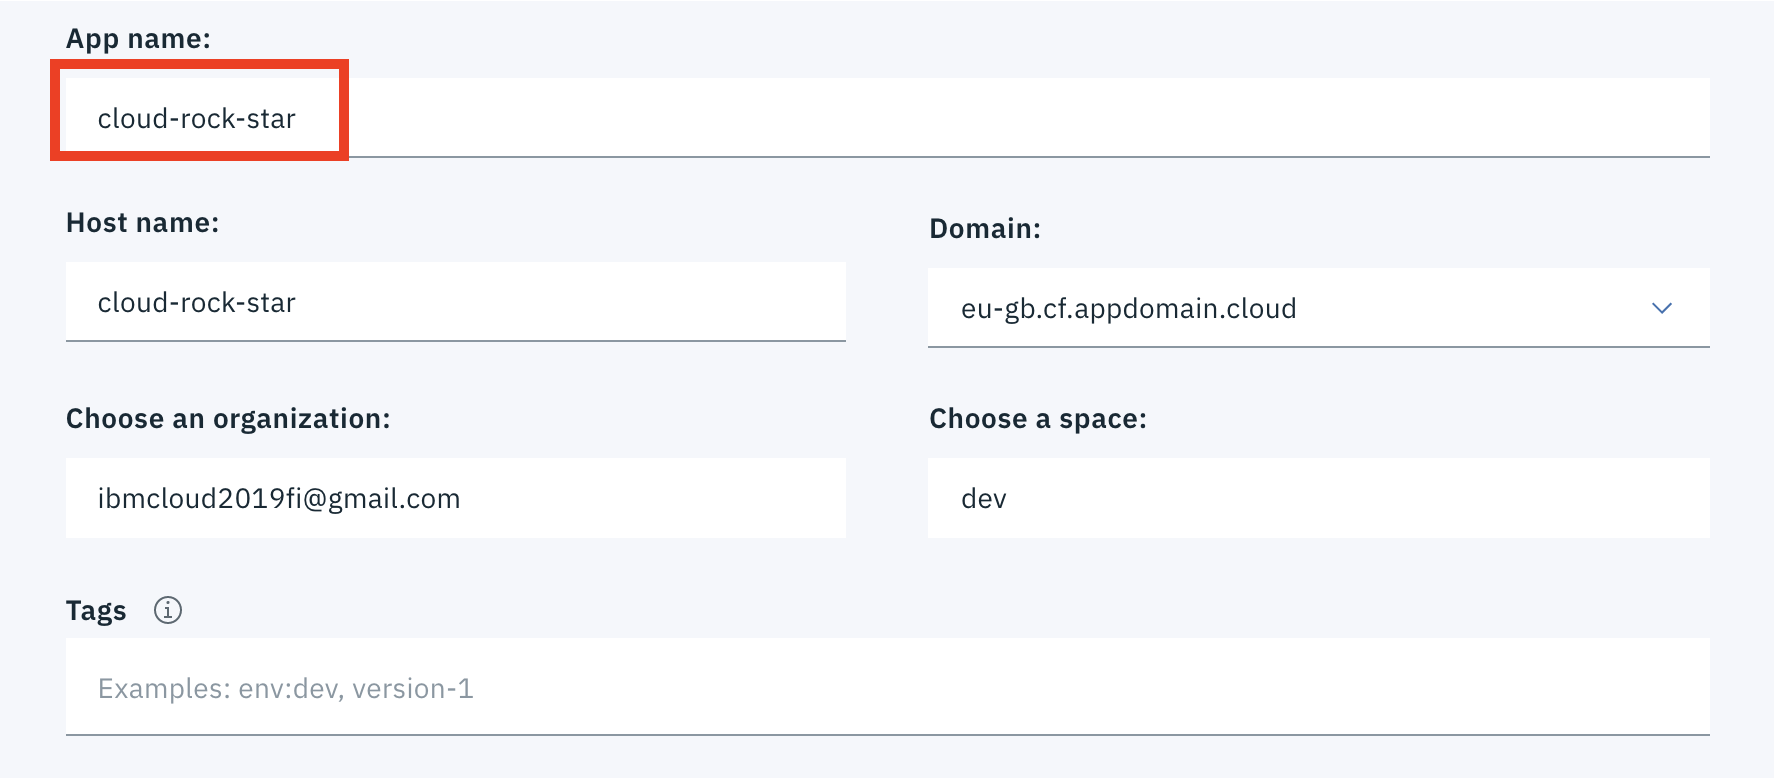 App name:
cloud-rock-star
Host name:
Domain:
cloud-rock-star
eu-gb.cf.appdomain.cloud
Choose an organization:
Choose a space:
ibmcloud2019fi@gmail.com
dev
Tags
Examples: env:dev, version-1